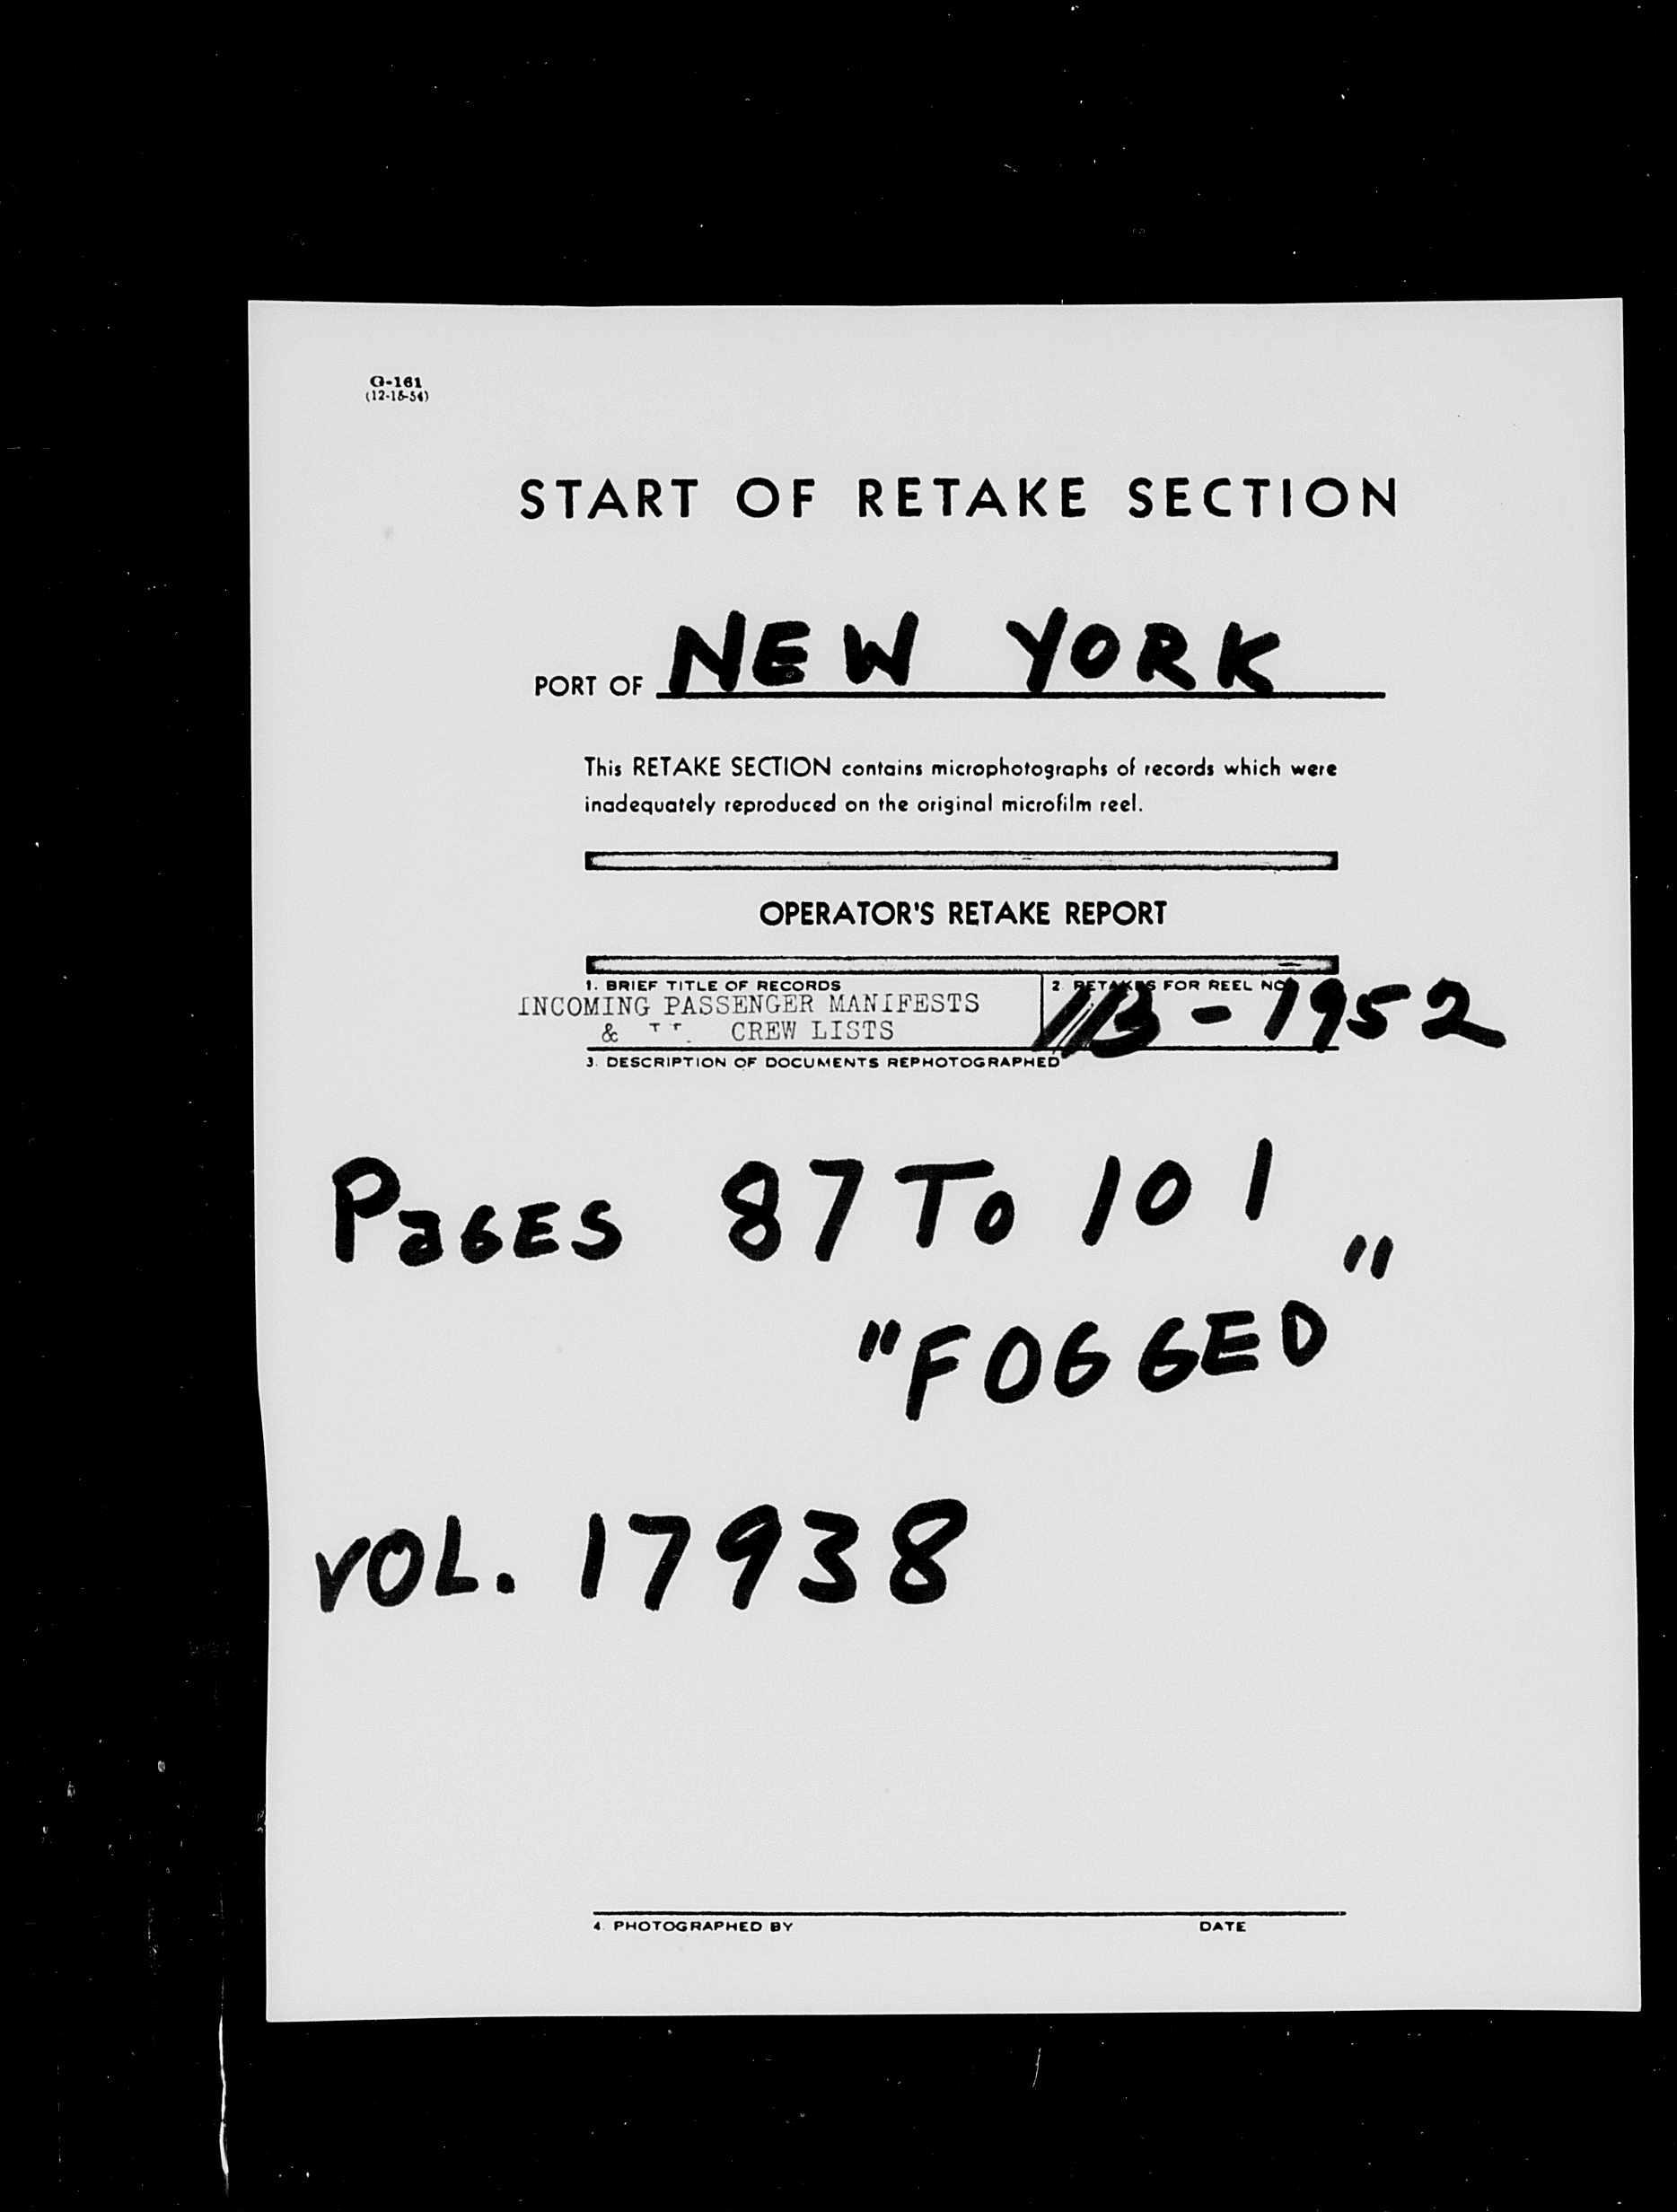 G-161
(12-15-54)
START OF RETAKE SECTION
PORT OF NEW YORK
This RETAKE SECTION contains microphotographs of records which were
inadequately reproduced on the original microfilm reel.
OPERATOR'S RETAKE REPORT
1. BRIEF TITLE OF RECORDS
INCOMING PASSENGER MANIFESTS
& " " CREW LISTS
2. RETAKES FOR REEL NO.
- 1952
3. DESCRIPTION OF DOCUMENTS REPHOTOGRAPHED
PaGES 87 To 101
"FOGGED"
VOL. 17938
4. PHOTOGRAPHED BY DATE